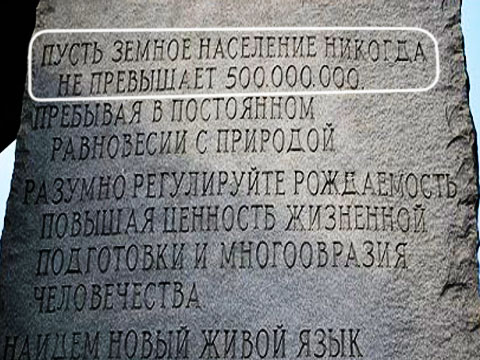 ПУСТЬ ЗЕМНОЕ НАСЕЛЕНИЕ НИКОГДА
НЕ ПРЕВЫШАЕТ 500.000.000
ПРЕБЫВАЯ В ПОСТОЯННОМ
РАВНОВЕСИИ С ПРИРОДОЙ
РАЗУМНО РЕГУЛИРУЙТЕ РОЖДАЕМОСТЬ
ПОВЫШАЯ ЦЕННОСТЬ ЖИЗНЕННОЙ
ПОДГОТОВКИ И МНОГООБРАЗИЯ
ЧЕЛОВЕЧЕСТВА
НАЙДЕМ НОВЫЙ ЖИВОЙ ЯЗЫК